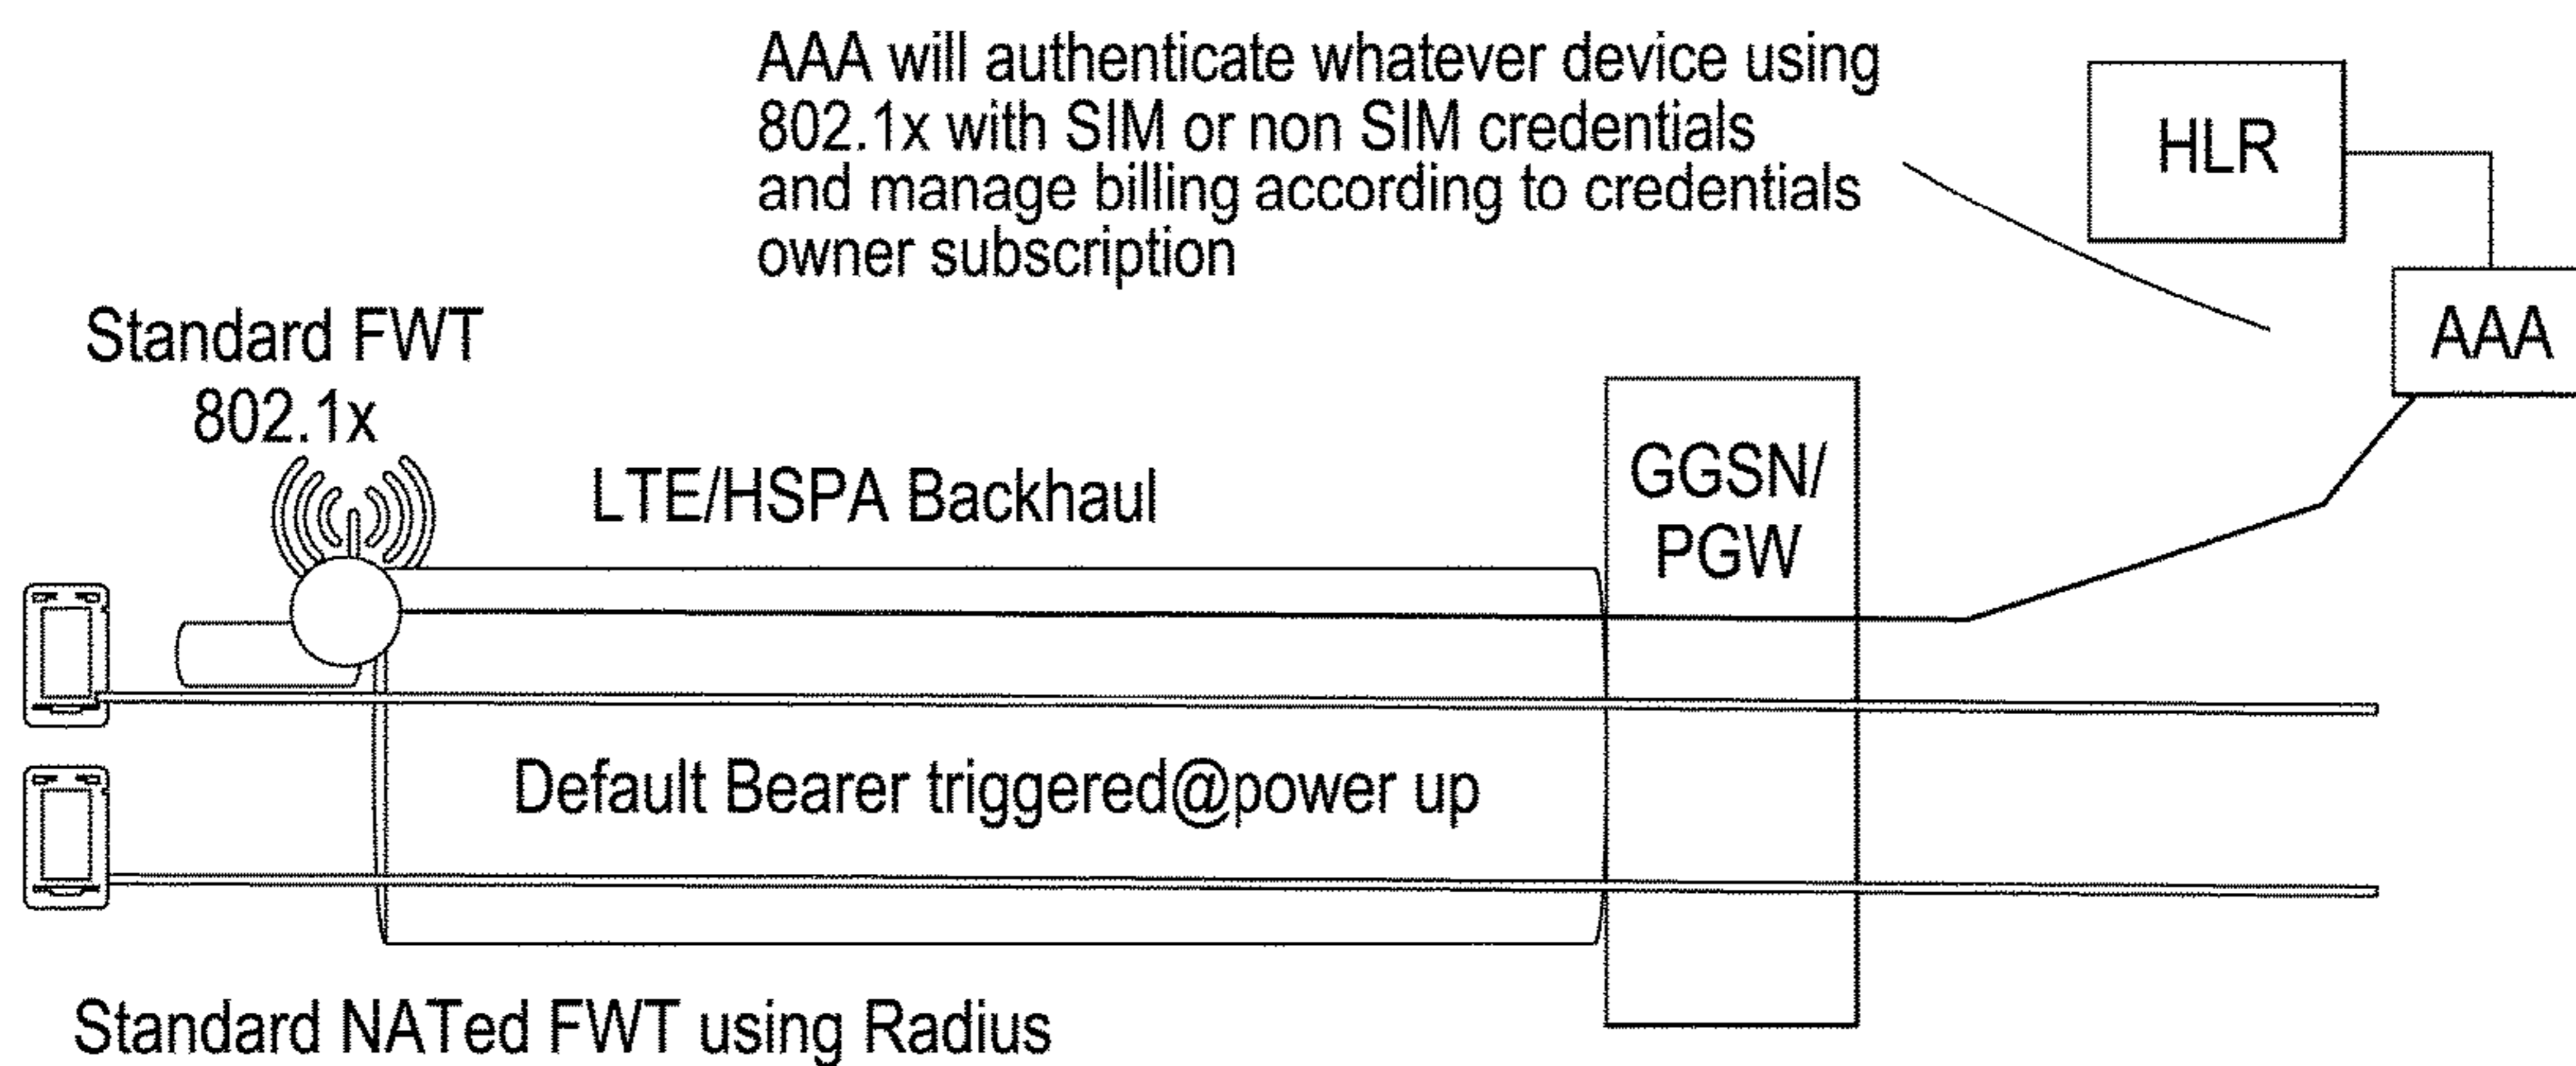 AAA will authenticate whatever device using
802.1x with SIM or non SIM credentials
and manage billing according to credentials
owner subscription
HLR
AAA
Standard FWT
802.1x
LTE/HSPA Backhaul
GGSN/
PGW
Default Bearer triggered@power up
Standard NATed FWT using Radius